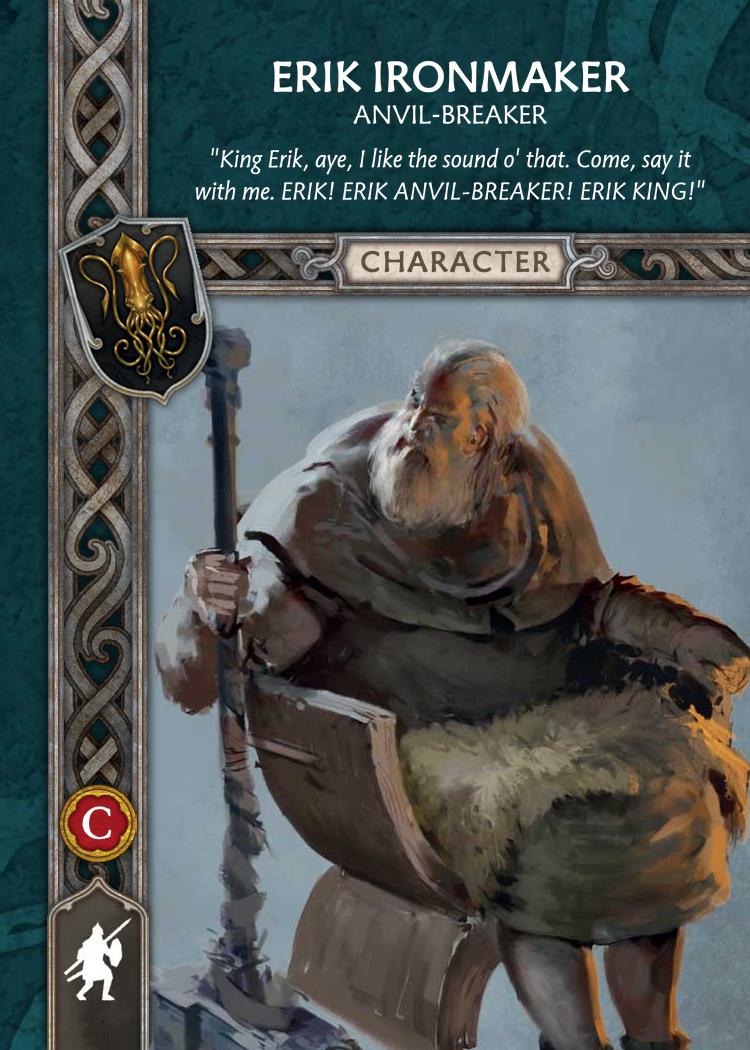 ERIK IRONMAKER
ANVIL-BREAKER
"King Erik, aye, I like the sound o' that. Come, say it
with me. ERIK! ERIK ANVIL-BREAKER! ERIK KING!"
CHARACTER
C